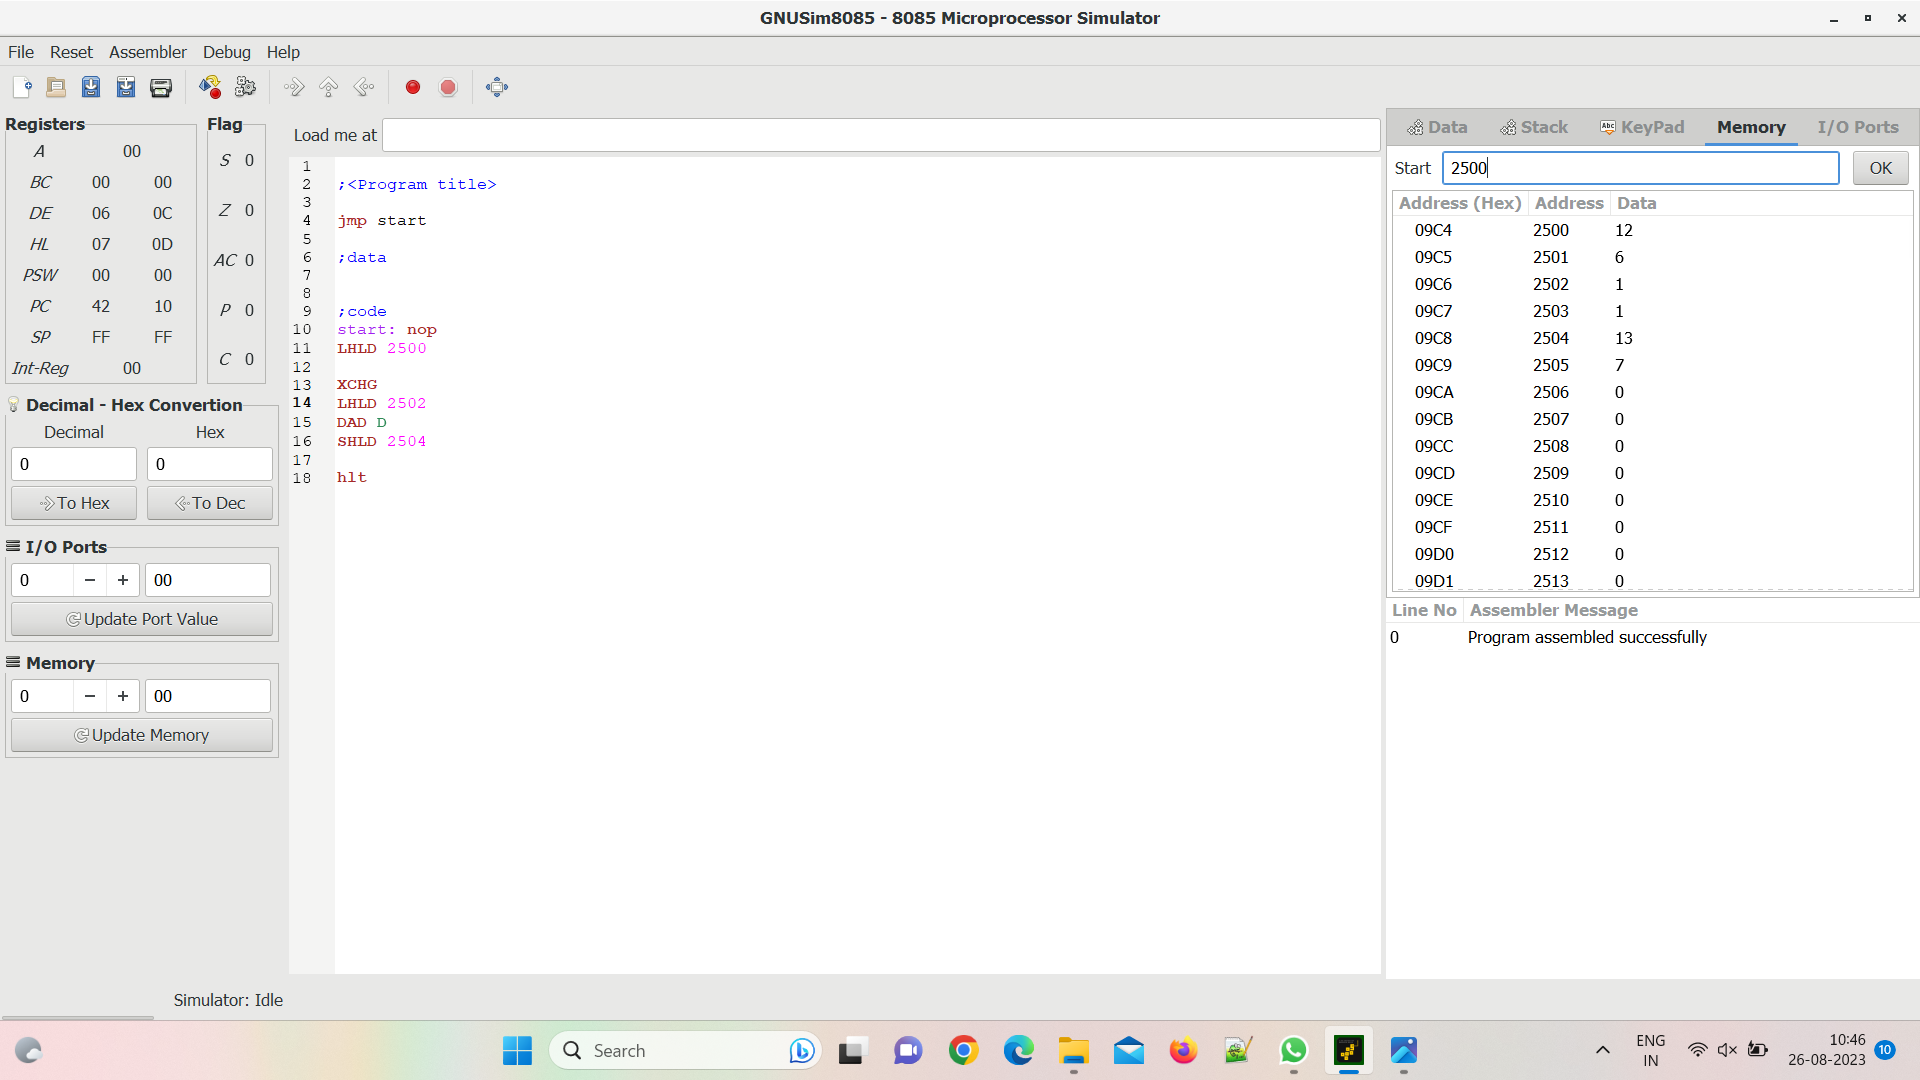 GNUSim8085 - 8085 Microprocessor Simulator
File Reset Assembler Debug Help
Registers
A 00
BC 00 00
DE 06 0C
HL 07 0D
PSW 00 00
PC 42 10
SP FF FF
Int-Reg 00
Flag
S 0
Z 0
AC 0
P 0
C 0
Decimal - Hex Convertion
Decimal Hex
0 0
To Hex To Dec
I/O Ports
0 − + 00
Update Port Value
Memory
0 − + 00
Update Memory
Load me at
1
2 ;<Program title>
3
4 jmp start
5
6 ;data
7
8
9 ;code
10 start: nop
11 LHLD 2500
12
13 XCHG
14 LHLD 2502
15 DAD D
16 SHLD 2504
17
18 hlt
Data Stack Abc KeyPad Memory I/O Ports
Start 2500 OK
Address (Hex) Address Data
09C4 2500 12
09C5 2501 6
09C6 2502 1
09C7 2503 1
09C8 2504 13
09C9 2505 7
09CA 2506 0
09CB 2507 0
09CC 2508 0
09CD 2509 0
09CE 2510 0
09CF 2511 0
09D0 2512 0
09D1 2513 0
Line No Assembler Message
0 Program assembled successfully
Simulator: Idle
Search
ENG
IN
10:46
26-08-2023
10